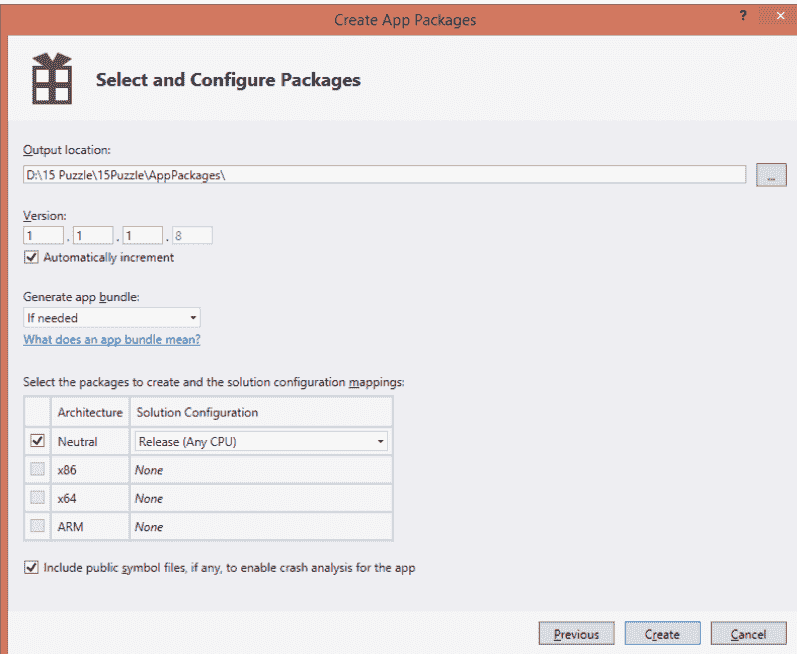 Create App Packages
?
Select and Configure Packages
Output location:
D:\15 Puzzle\15Puzzle\AppPackages\
...
Version:
1 . 1 . 1 . 8
Automatically increment
Generate app bundle:
If needed
What does an app bundle mean?
Select the packages to create and the solution configuration mappings:
Architecture Solution Configuration
Neutral Release (Any CPU)
x86 None
x64 None
ARM None
Include public symbol files, if any, to enable crash analysis for the app
Previous Create Cancel